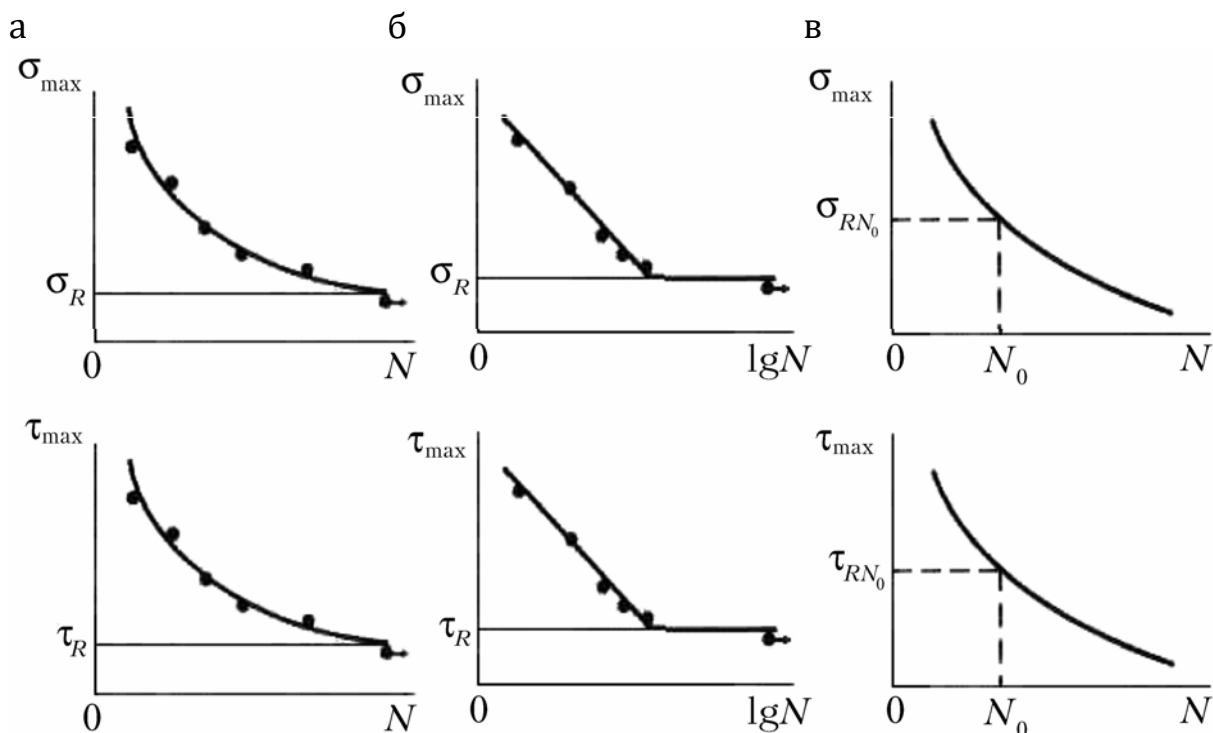 а б в
σmax σmax σmax
σRN₀
σR σR
0 N 0 lgN 0 N₀ N
τmax τmax τmax
τRN₀
τR τR
0 N 0 lgN 0 N₀ N